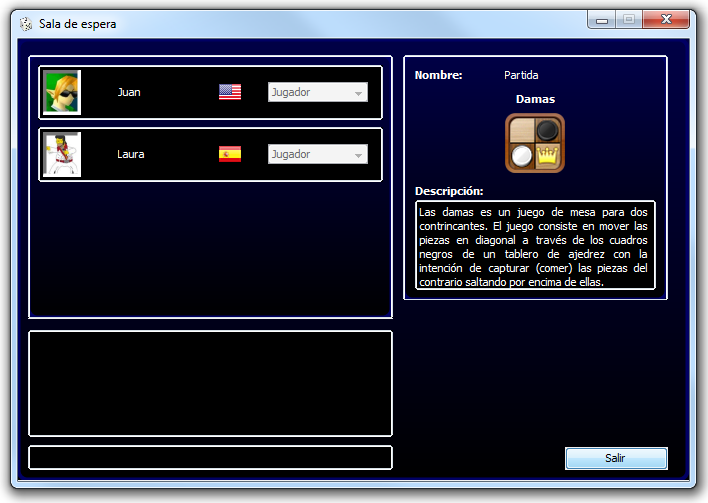 Sala de espera
Juan
Jugador
Laura
Jugador
Nombre:
Partida
Damas
Descripción:
Las damas es un juego de mesa para dos
contrincantes. El juego consiste en mover las
piezas en diagonal a través de los cuadros
negros de un tablero de ajedrez con la
intención de capturar (comer) las piezas del
contrario saltando por encima de ellas.
Salir